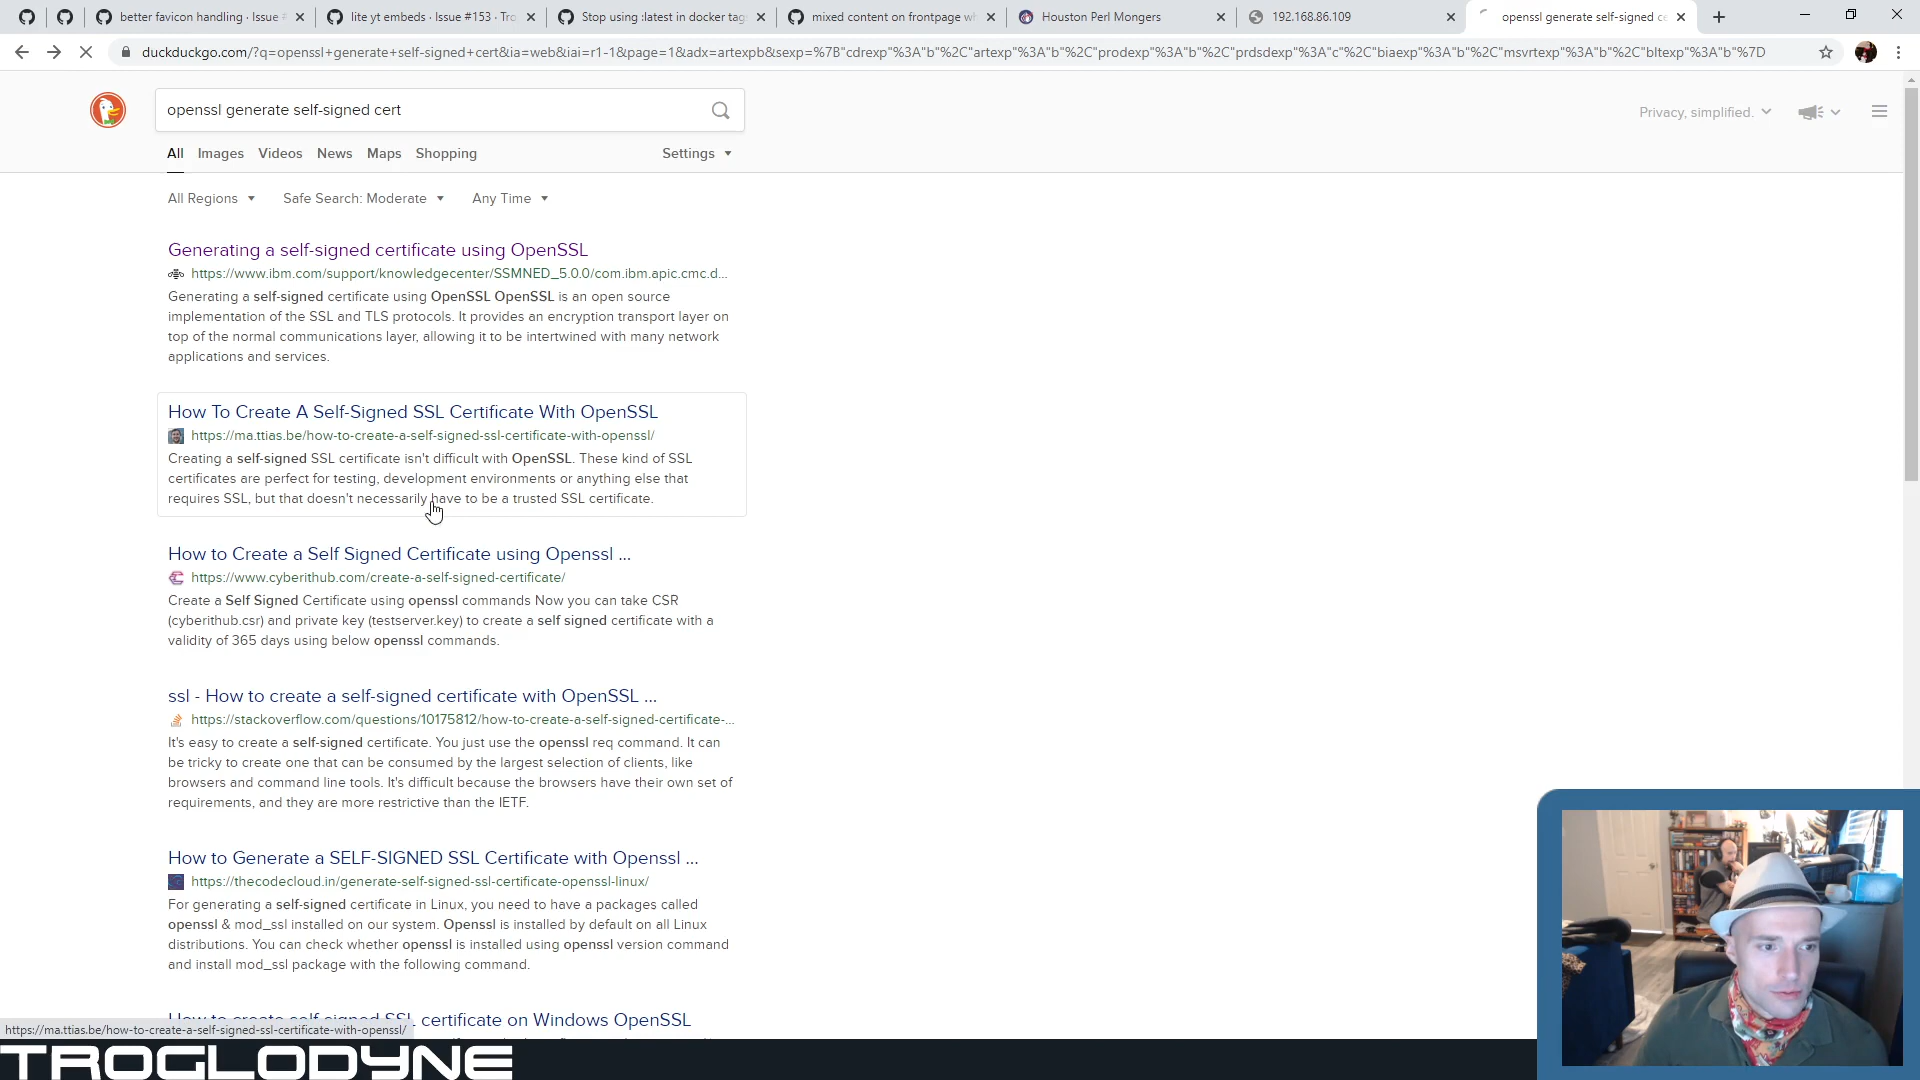 better favicon handling · Issue #
lite yt embeds · Issue #153 · Tro
Stop using :latest in docker tag
mixed content on frontpage wh
Houston Perl Mongers
192.168.86.109
openssl generate self-signed ce
duckduckgo.com/?q=openssl+generate+self-signed+cert&ia=web&iai=r1-1&page=1&adx=artexpb&sexp=%7B"cdrexp"%3A"b"%2C"artexp"%3A"b"%2C"prodexp"%3A"b"%2C"prdsdexp"%3A"c"%2C"biaexp"%3A"b"%2C"msvrtexp"%3A"b"%2C"bltexp"%3A"b"%7D
openssl generate self-signed cert
Privacy, simplified.
All Images Videos News Maps Shopping Settings
All Regions Safe Search: Moderate Any Time
Generating a self-signed certificate using OpenSSL
https://www.ibm.com/support/knowledgecenter/SSMNED_5.0.0/com.ibm.apic.cmc.d...
Generating a self-signed certificate using OpenSSL OpenSSL is an open source
implementation of the SSL and TLS protocols. It provides an encryption transport layer on
top of the normal communications layer, allowing it to be intertwined with many network
applications and services.
How To Create A Self-Signed SSL Certificate With OpenSSL
https://ma.ttias.be/how-to-create-a-self-signed-ssl-certificate-with-openssl/
Creating a self-signed SSL certificate isn't difficult with OpenSSL. These kind of SSL
certificates are perfect for testing, development environments or anything else that
requires SSL, but that doesn't necessarily have to be a trusted SSL certificate.
How to Create a Self Signed Certificate using Openssl ...
https://www.cyberithub.com/create-a-self-signed-certificate/
Create a Self Signed Certificate using openssl commands Now you can take CSR
(cyberithub.csr) and private key (testserver.key) to create a self signed certificate with a
validity of 365 days using below openssl commands.
ssl - How to create a self-signed certificate with OpenSSL ...
https://stackoverflow.com/questions/10175812/how-to-create-a-self-signed-certificate-...
It's easy to create a self-signed certificate. You just use the openssl req command. It can
be tricky to create one that can be consumed by the largest selection of clients, like
browsers and command line tools. It's difficult because the browsers have their own set of
requirements, and they are more restrictive than the IETF.
How to Generate a SELF-SIGNED SSL Certificate with Openssl ...
https://thecodecloud.in/generate-self-signed-ssl-certificate-openssl-linux/
For generating a self-signed certificate in Linux, you need to have a packages called
openssl & mod_ssl installed on our system. Openssl is installed by default on all Linux
distributions. You can check whether openssl is installed using openssl version command
and install mod_ssl package with the following command.
How to create self-signed SSL certificate on Windows OpenSSL
https://ma.ttias.be/how-to-create-a-self-signed-ssl-certificate-with-openssl/
TROGLODYNE